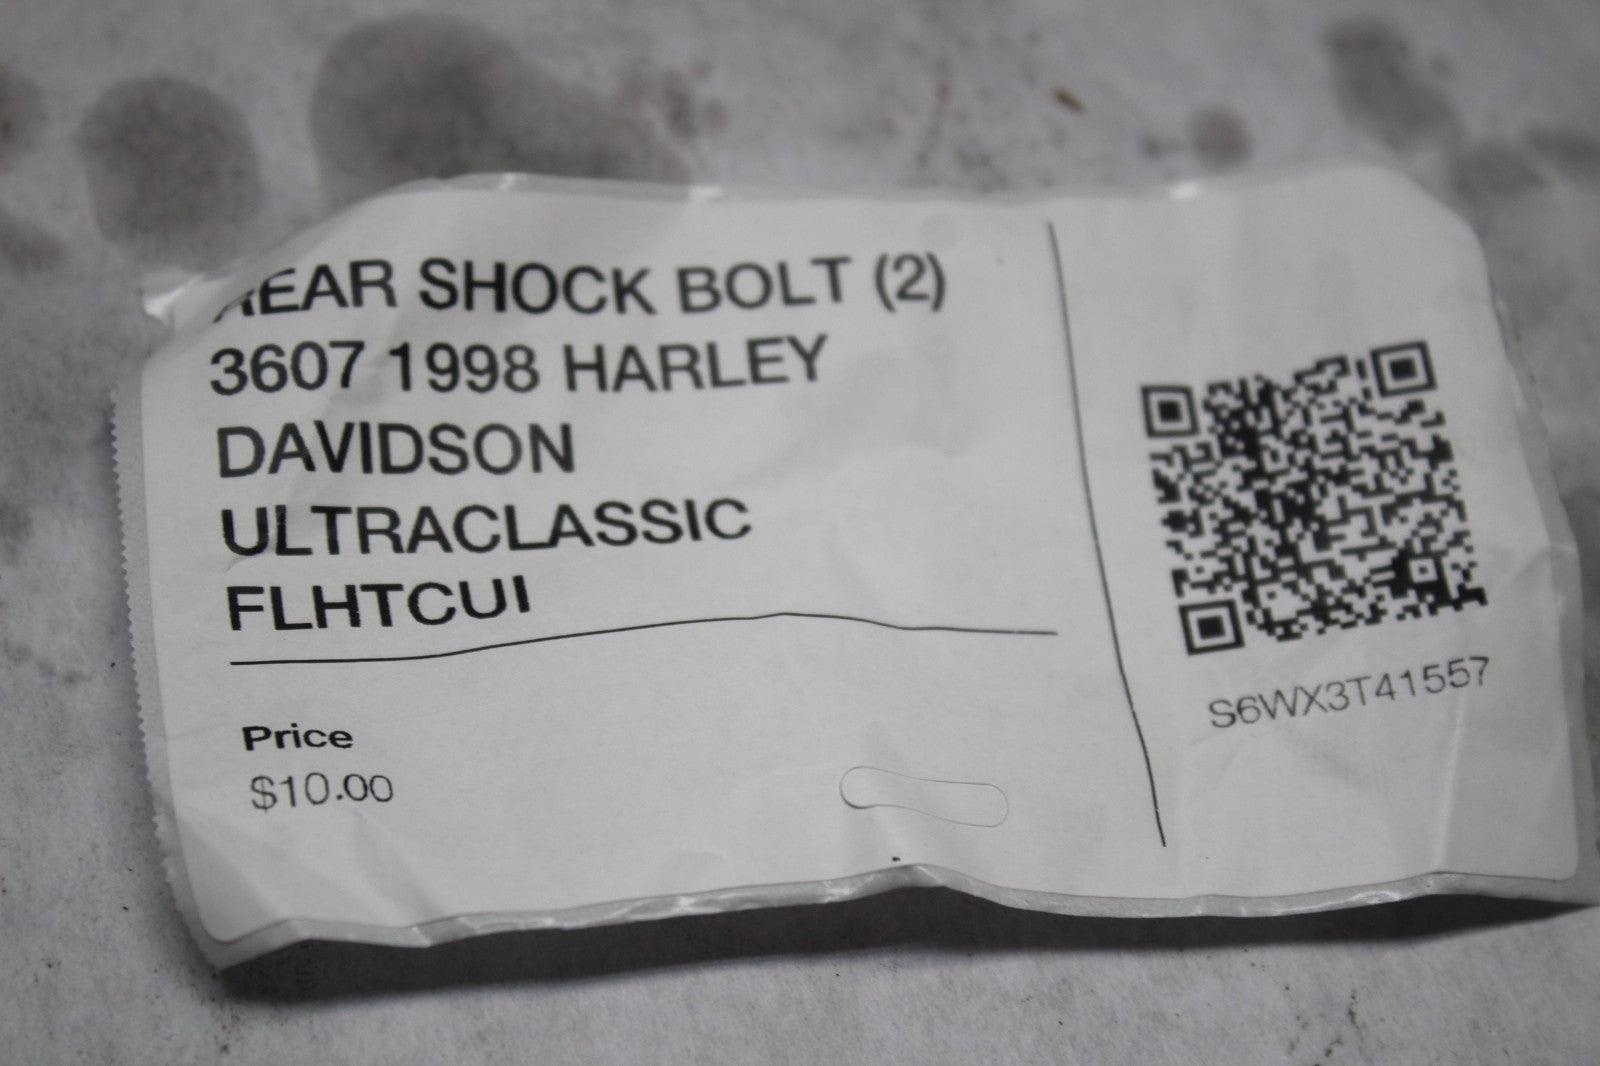 REAR SHOCK BOLT (2)
3607 1998 HARLEY
DAVIDSON
ULTRACLASSIC
FLHTCUI
Price
$10.00
S6WX3T41557